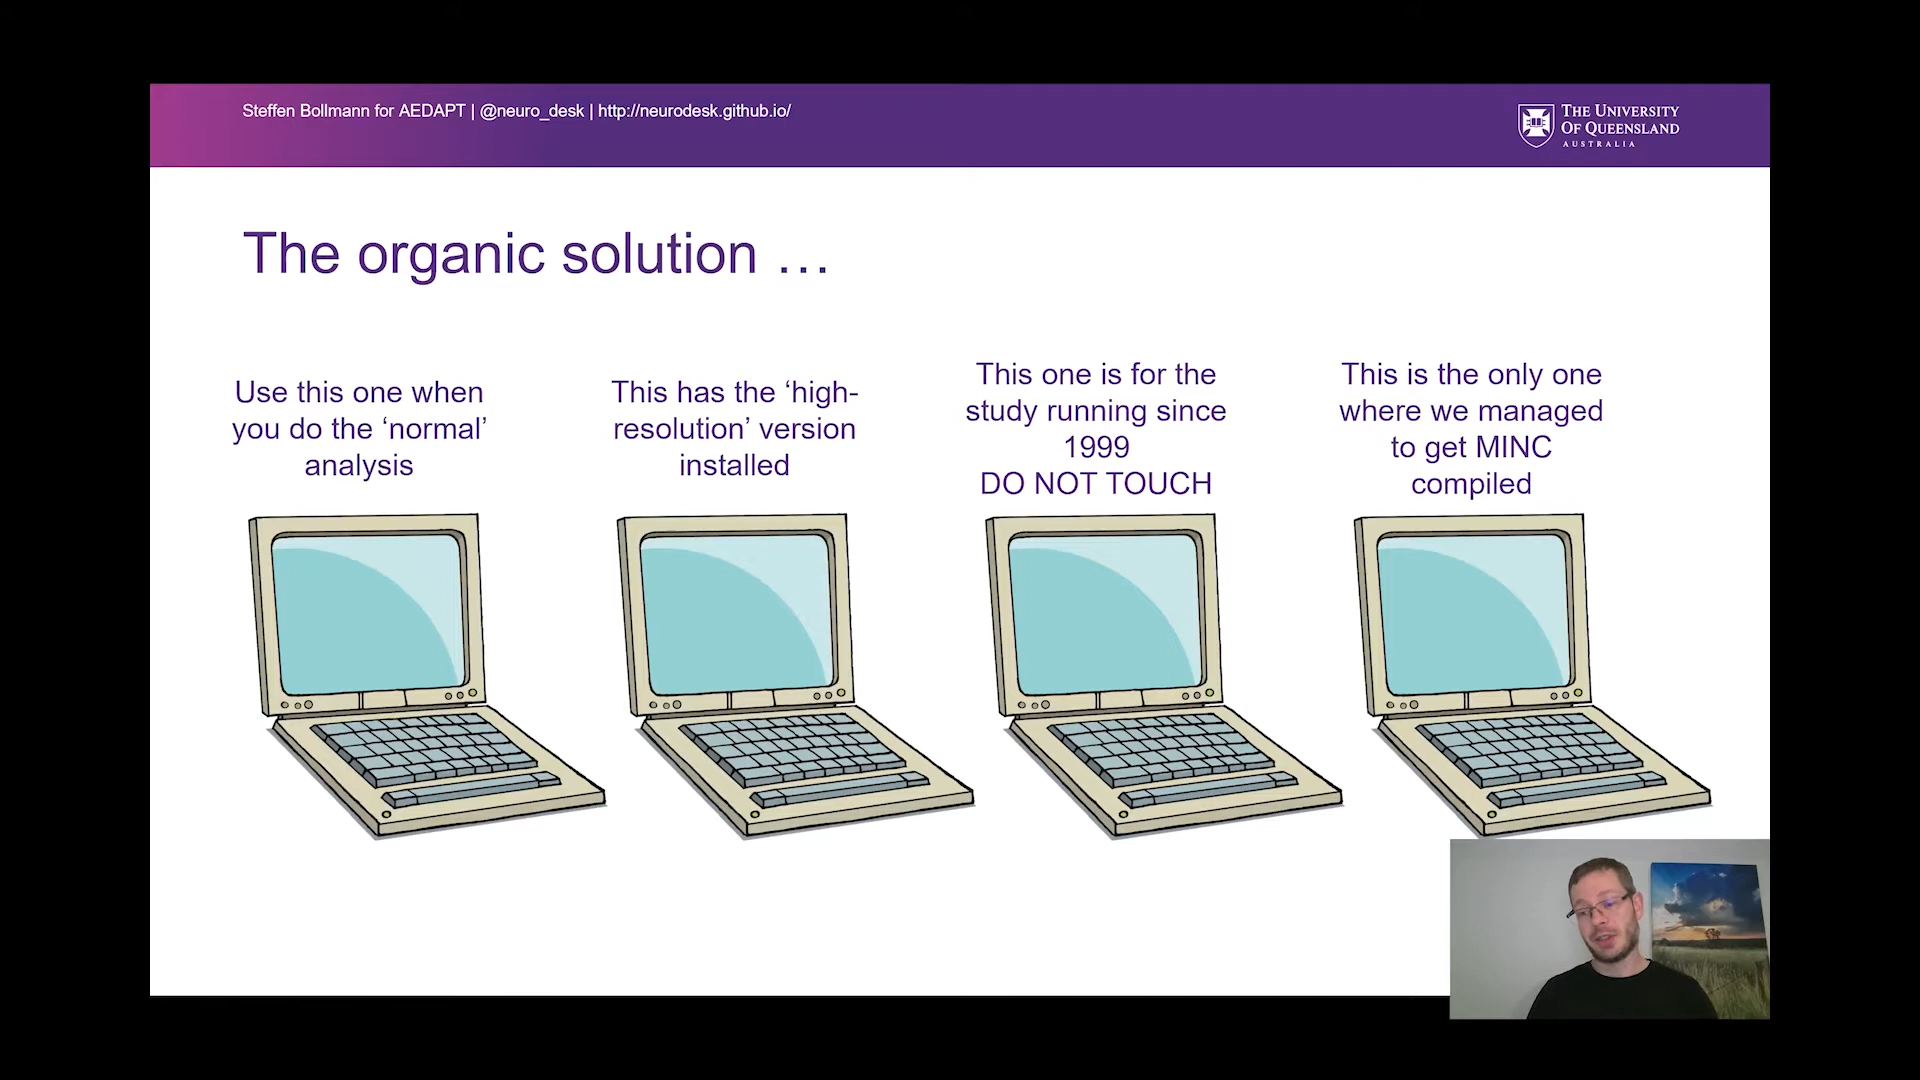 Steffen Bollmann for AEDAPT | @neuro_desk | http://neurodesk.github.io/
THE UNIVERSITY
OF QUEENSLAND
AUSTRALIA
The organic solution …
Use this one when
you do the ‘normal’
analysis
This has the ‘high-
resolution’ version
installed
This one is for the
study running since
1999
DO NOT TOUCH
This is the only one
where we managed
to get MINC
compiled